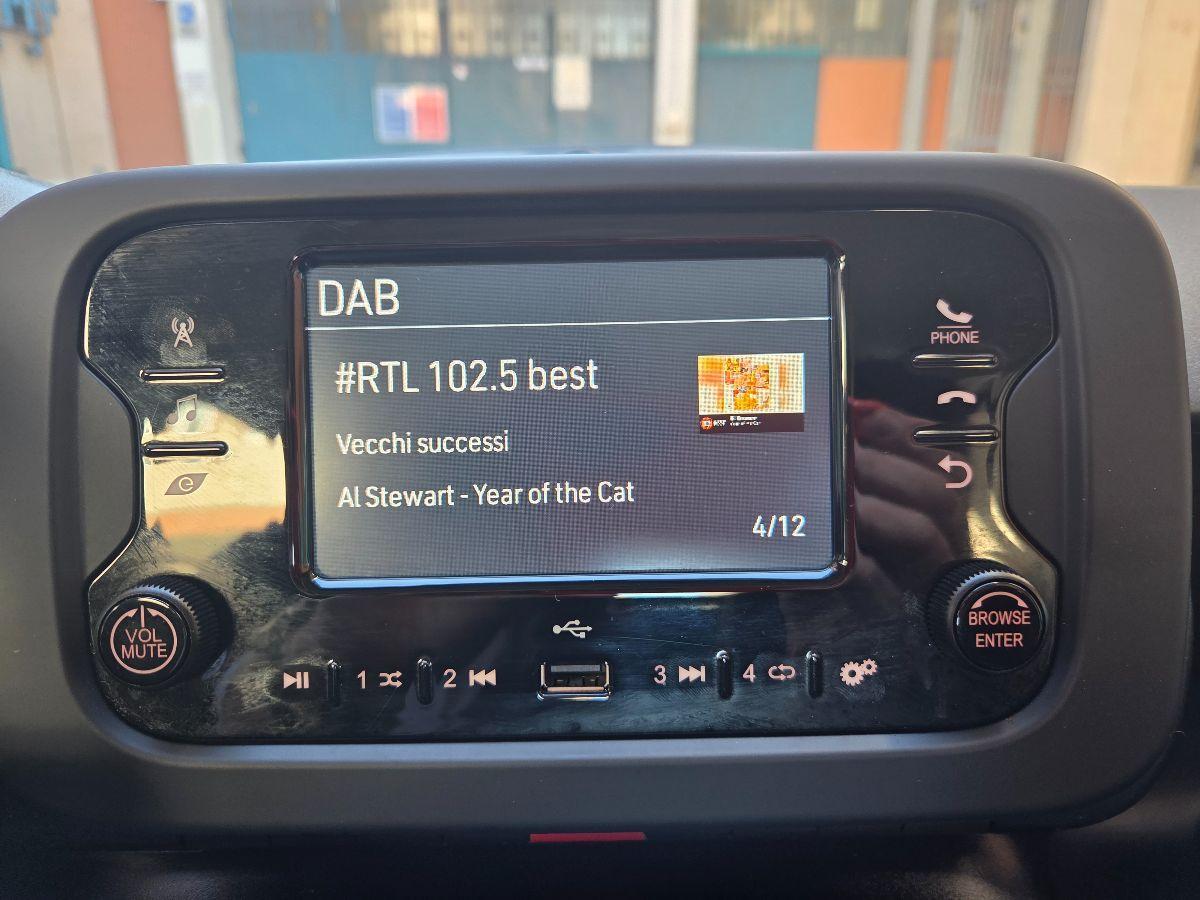 DAB
#RTL 102.5 best
Vecchi successi
Al Stewart - Year of the Cat
4/12
PHONE
VOL
MUTE
BROWSE
ENTER
1
2
3
4